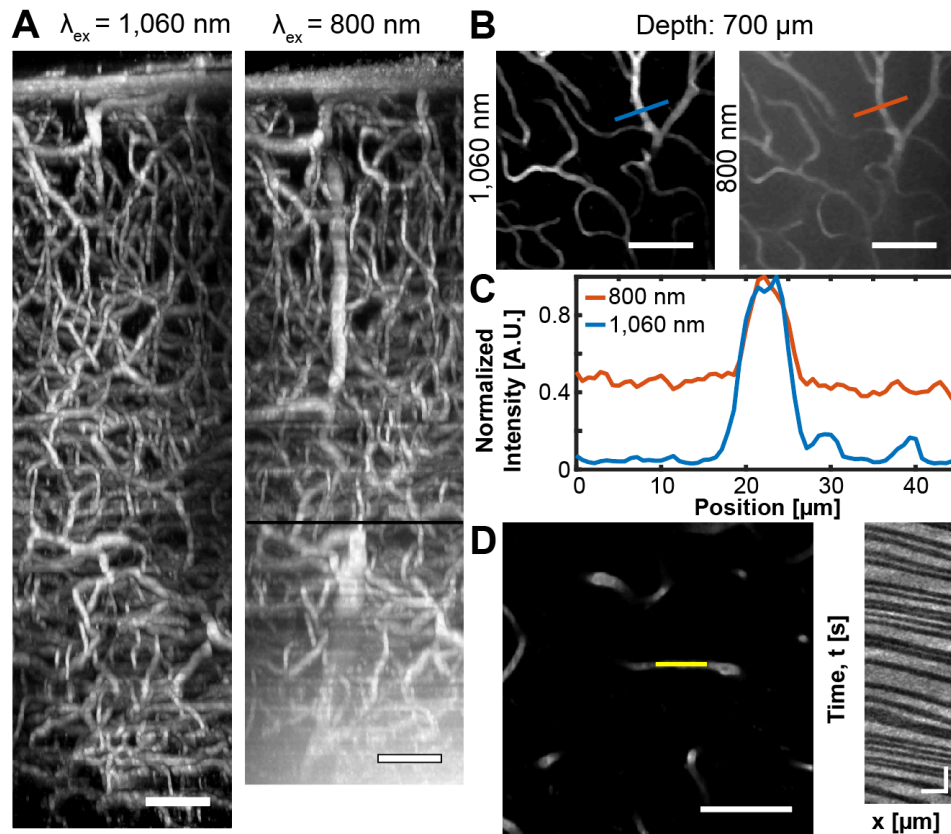 A λex = 1,060 nm λex = 800 nm
B Depth: 700 µm
1,060 nm
800 nm
C
800 nm
1,060 nm
Normalized
Intensity [A.U.]
0.8
0.4
0
0 10 20 30 40
Position [µm]
D
Time, t [s]
x [µm]